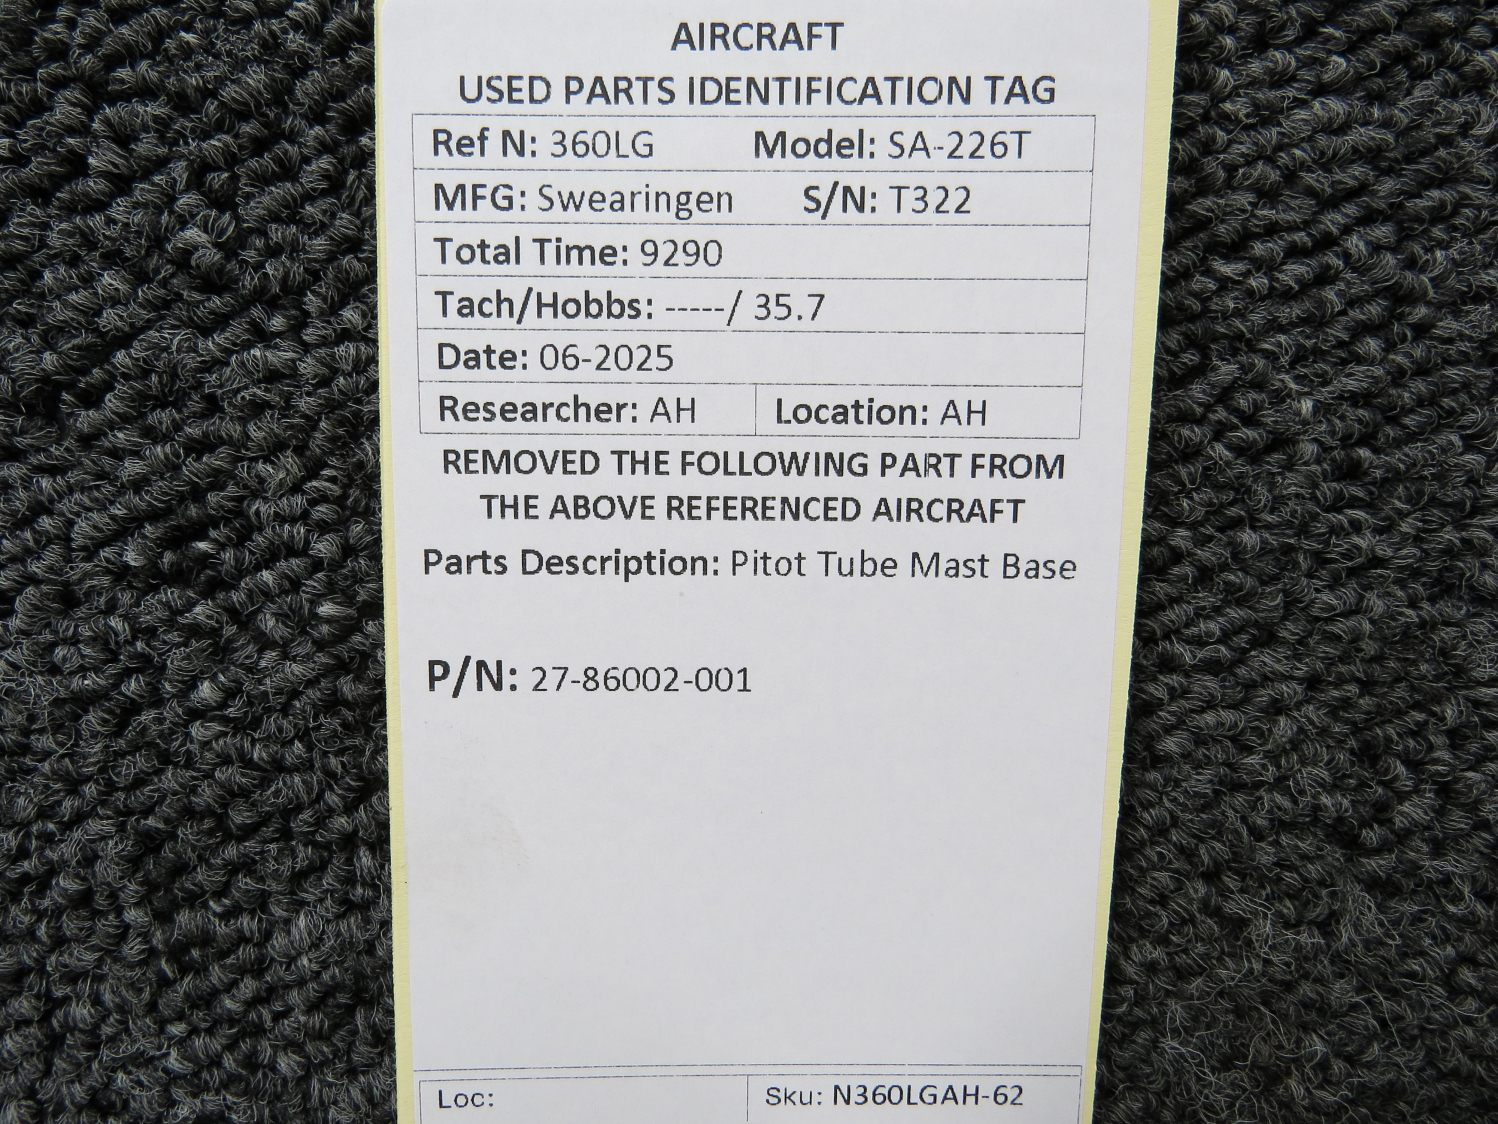 AIRCRAFT
USED PARTS IDENTIFICATION TAG
Ref N: 360LG Model: SA-226T
MFG: Swearingen S/N: T322
Total Time: 9290
Tach/Hobbs: -----/ 35.7
Date: 06-2025
Researcher: AH Location: AH
REMOVED THE FOLLOWING PART FROM
THE ABOVE REFERENCED AIRCRAFT
Parts Description: Pitot Tube Mast Base
P/N: 27-86002-001
Loc: Sku: N360LGAH-62